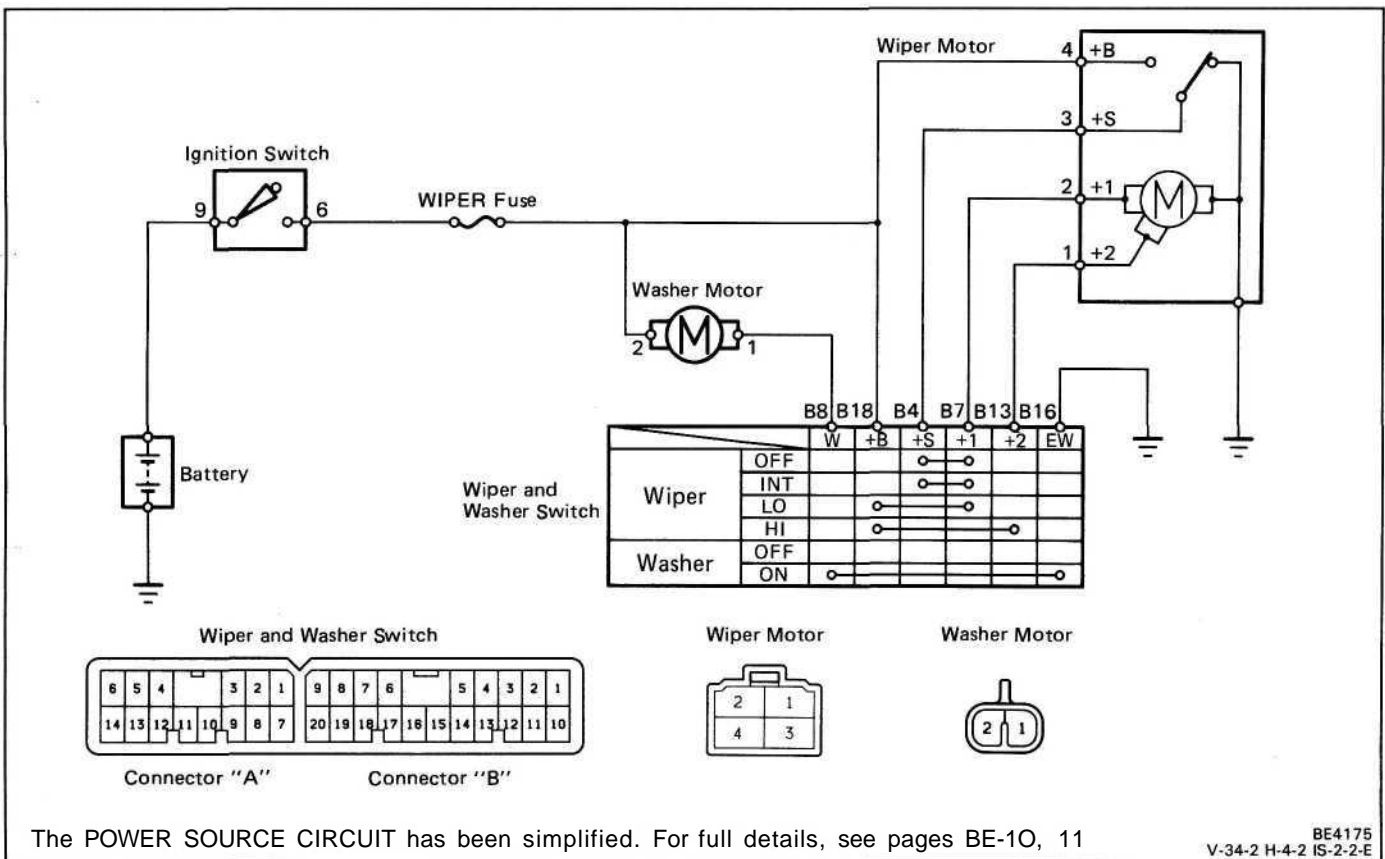 Wiper Motor
4 +B
3 +S
Ignition Switch
9 6
WIPER Fuse
2 +1
M
1 +2
Washer Motor
2 M 1
B8 B18 B4 B7 B13 B16
W +B +S +1 +2 EW
Battery
Wiper and
Washer Switch
Wiper
OFF
INT
LO
HI
Washer
OFF
ON
Wiper and Washer Switch
Wiper Motor
Washer Motor
6 5 4 3 2 1
9 8 7 6 5 4 3 2 1
14 13 12 11 10 9 8 7
20 19 18 17 16 15 14 13 12 11 10
2 1
4 3
2 1
Connector "A"
Connector "B"
The POWER SOURCE CIRCUIT has been simplified. For full details, see pages BE-1O, 11
BE4175
V-34-2 H-4-2 IS-2-2-E